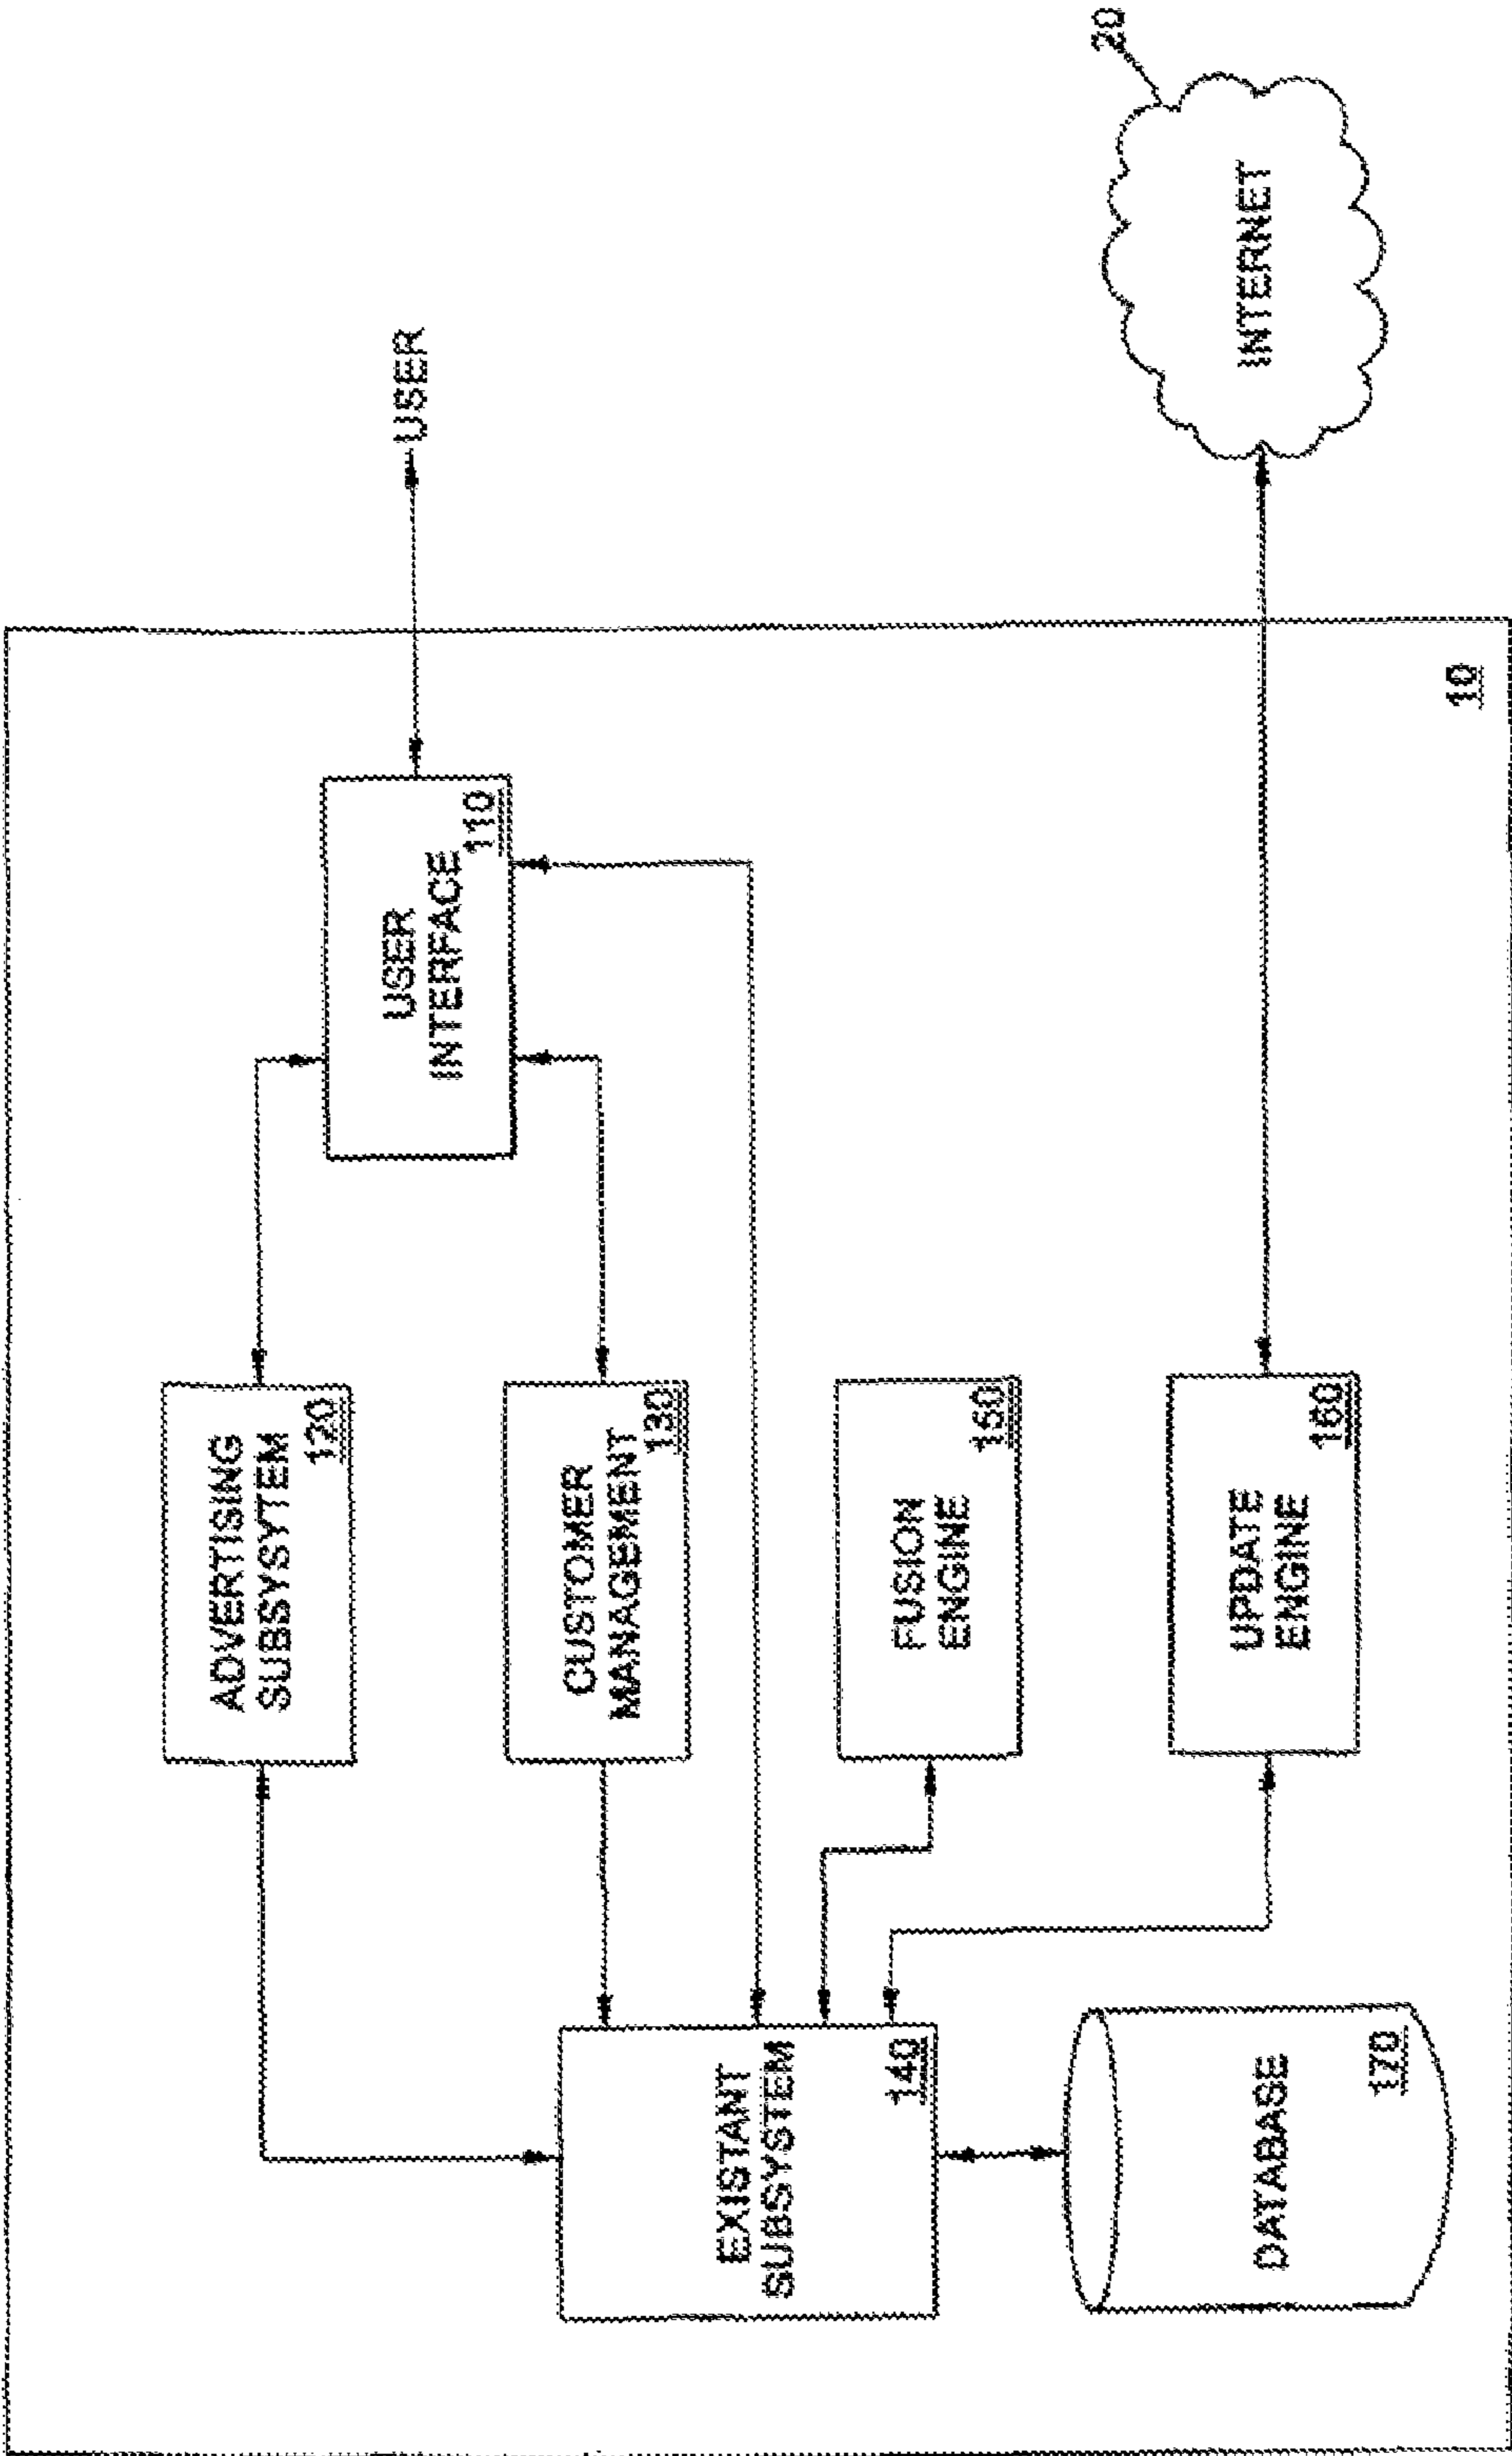 ADVERTISING
SUBSYSYTEM
120
USER
INTERFACE
110
USER
CUSTOMER
MANAGEMENT
130
EXISTANT
SUBSYSTEM
140
FUSION
ENGINE
150
20
DATABASE
170
UPDATE
ENGINE
160
INTERNET
10